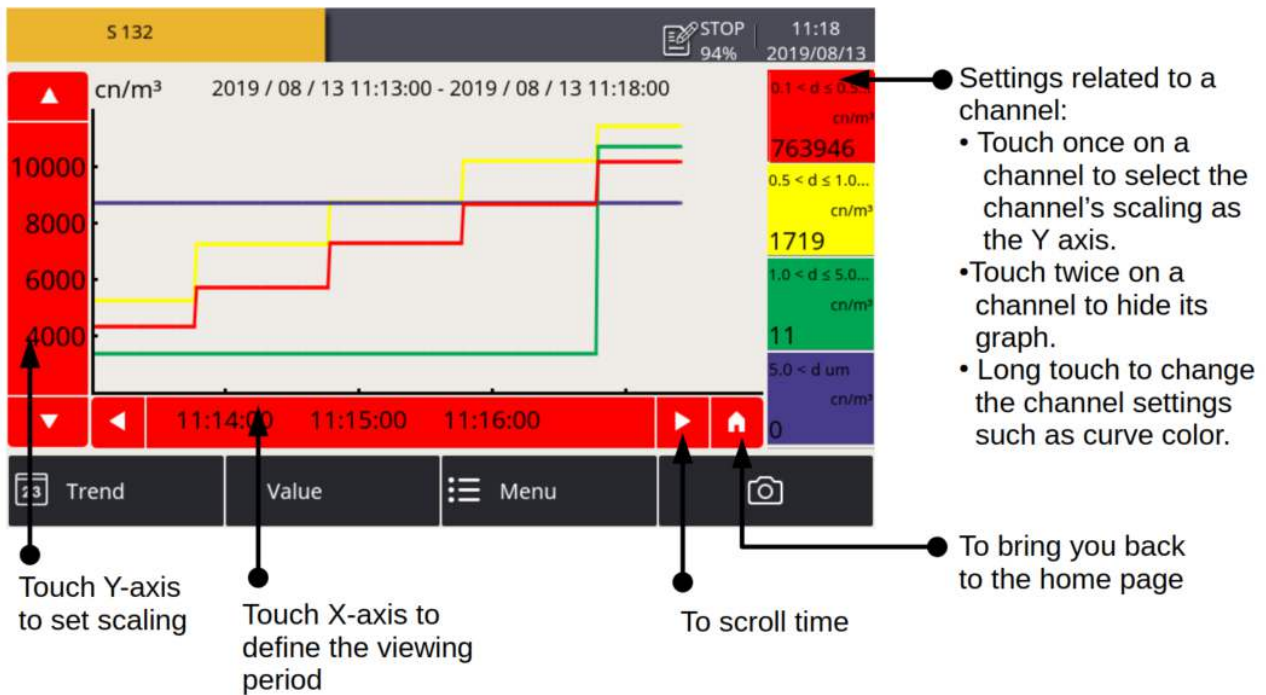 S 132
STOP
94%
11:18
2019/08/13
cn/m³
2019 / 08 / 13 11:13:00 - 2019 / 08 / 13 11:18:00
10000
8000
6000
4000
11:14:00 11:15:00 11:16:00
0.1 < d ≤ 0.5...
cn/m³
763946
0.5 < d ≤ 1.0...
cn/m³
1719
1.0 < d ≤ 5.0...
cn/m³
11
5.0 < d um
cn/m³
0
23 Trend
Value
Menu
Settings related to a
channel:
• Touch once on a
channel to select the
channel's scaling as
the Y axis.
•Touch twice on a
channel to hide its
graph.
• Long touch to change
the channel settings
such as curve color.
Touch Y-axis
to set scaling
Touch X-axis to
define the viewing
period
To scroll time
To bring you back
to the home page